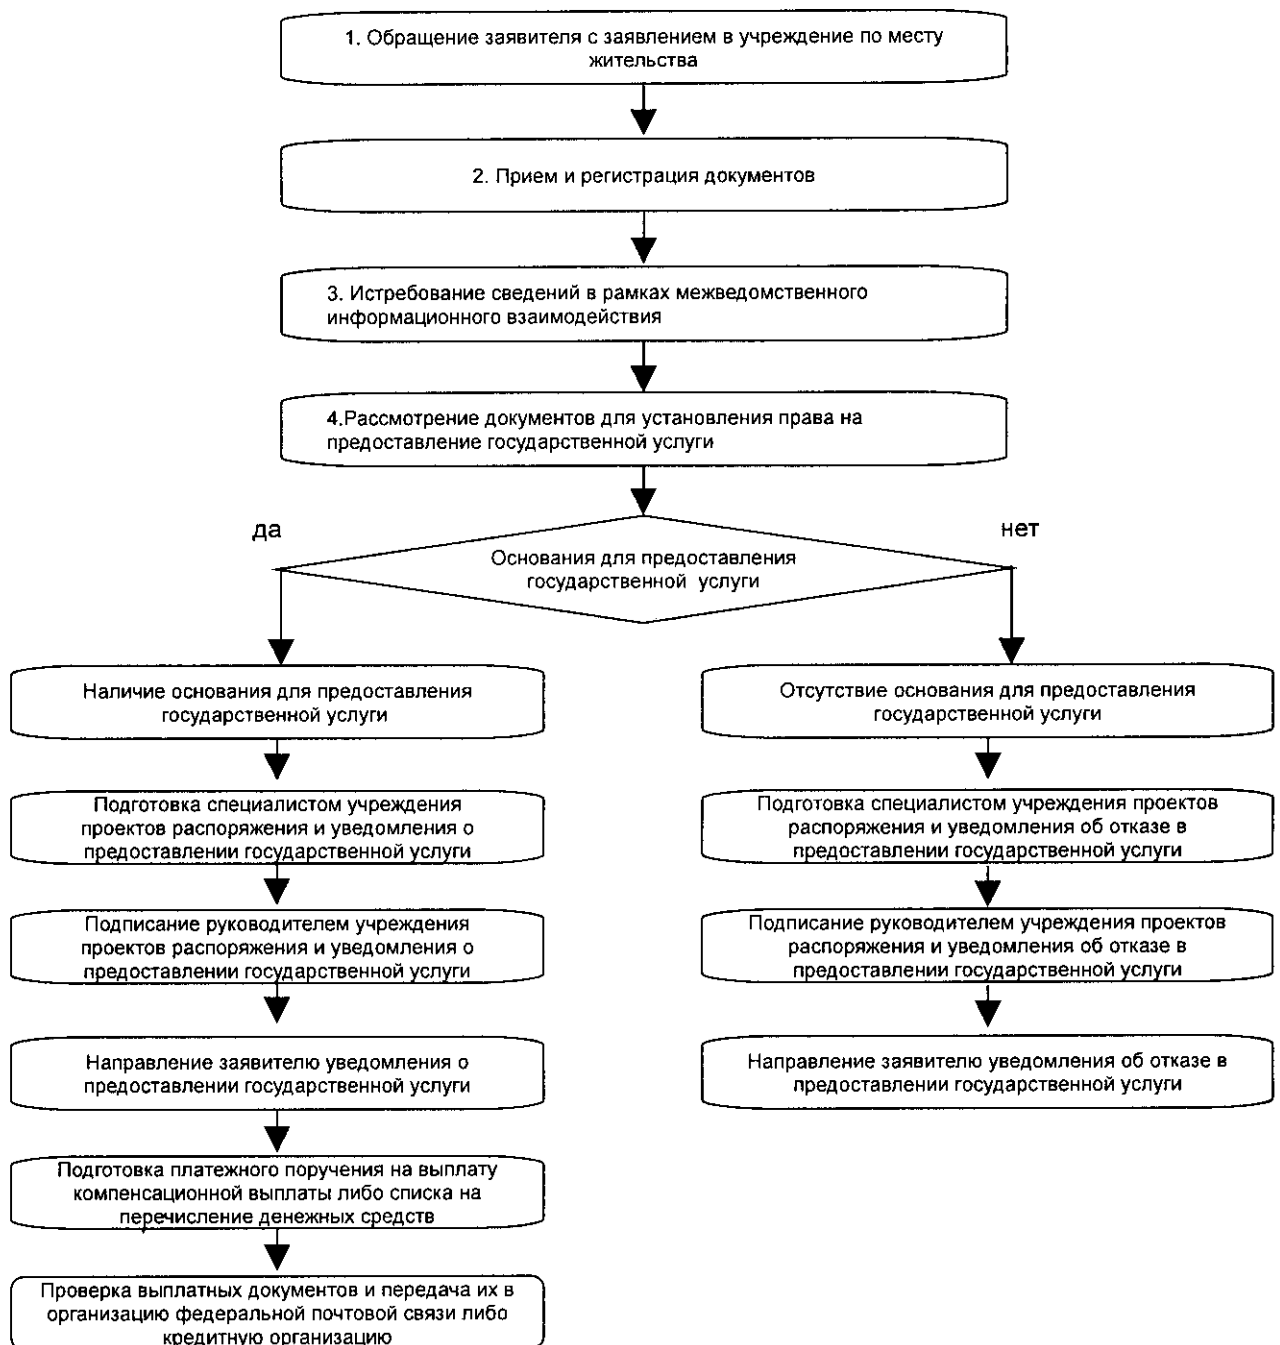 1. Обращение заявителя с заявлением в учреждение по месту
жительства
2. Прием и регистрация документов
3. Истребование сведений в рамках межведомственного
информационного взаимодействия
4.Рассмотрение документов для установления права на
предоставление государственной услуги
да
нет
Основания для предоставления
государственной услуги
Наличие основания для предоставления
государственной услуги
Отсутствие основания для предоставления
государственной услуги
Подготовка специалистом учреждения
проектов распоряжения и уведомления о
предоставлении государственной услуги
Подготовка специалистом учреждения проектов
распоряжения и уведомления об отказе в
предоставлении государственной услуги
Подписание руководителем учреждения
проектов распоряжения и уведомления о
предоставлении государственной услуги
Подписание руководителем учреждения проектов
распоряжения и уведомления об отказе в
предоставлении государственной услуги
Направление заявителю уведомления о
предоставлении государственной услуги
Направление заявителю уведомления об отказе в
предоставлении государственной услуги
Подготовка платежного поручения на выплату
компенсационной выплаты либо списка на
перечисление денежных средств
Проверка выплатных документов и передача их в
организацию федеральной почтовой связи либо
кредитную организацию